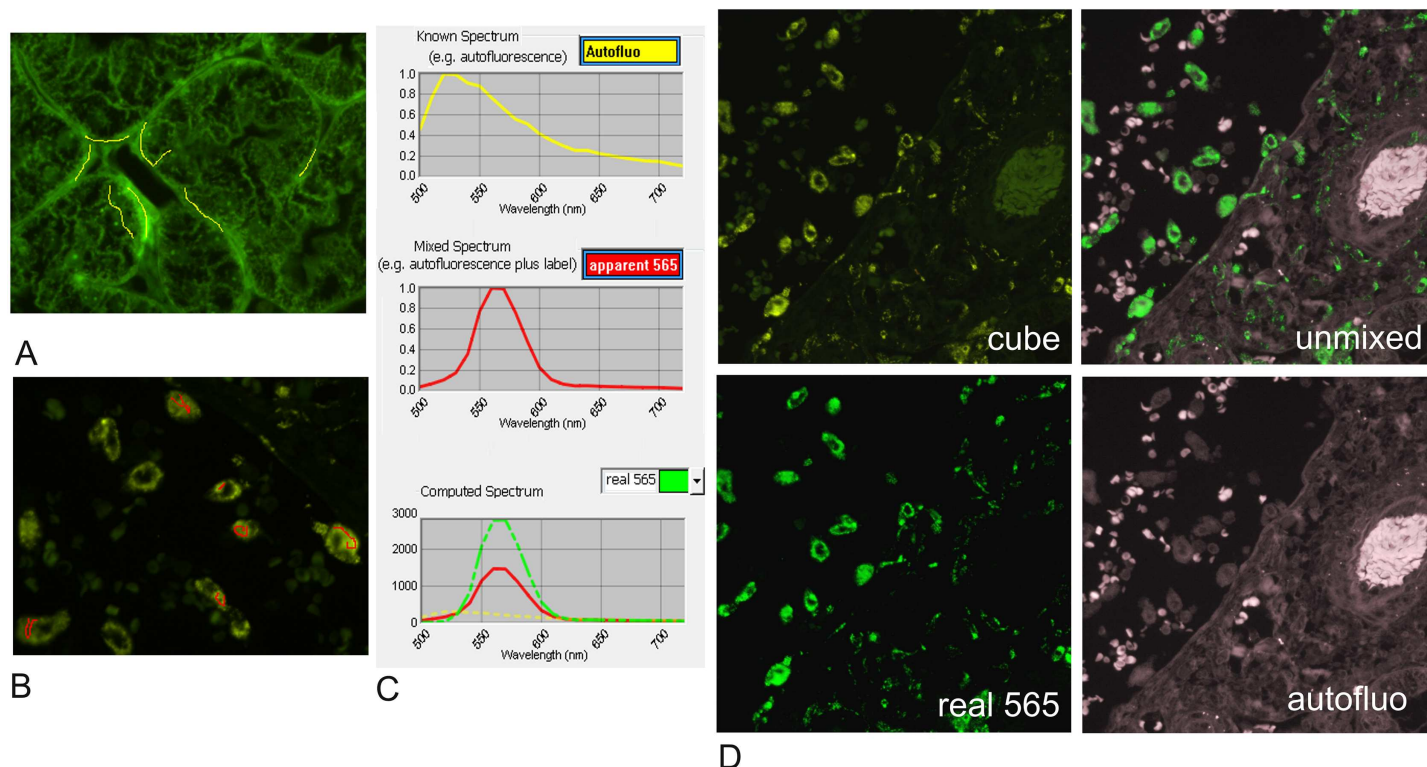 A
B
Known Spectrum
(e.g. autofluorescence)
Autofluo
1.0
0.8
0.6
0.4
0.2
0.0
500
550
600
650
700
Wavelength (nm)
Mixed Spectrum
(e.g. autofluorescence plus label)
apparent 565
1.0
0.8
0.6
0.4
0.2
0.0
500
550
600
650
700
Wavelength (nm)
real 565
Computed Spectrum
3000
2000
1000
0
500
550
600
650
700
Wavelength (nm)
C
cube
unmixed
real 565
autofluo
D